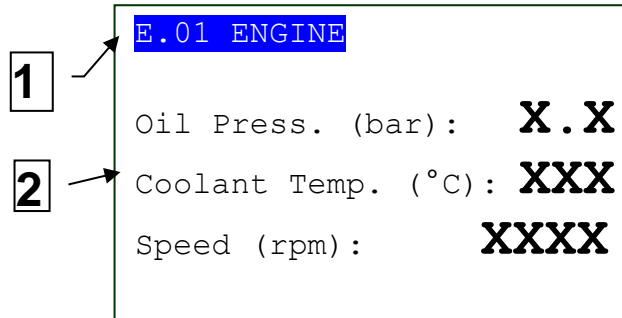 E.01 ENGINE
1
Oil Press. (bar): X.X
2
Coolant Temp. (°C): XXX
Speed (rpm): XXXX